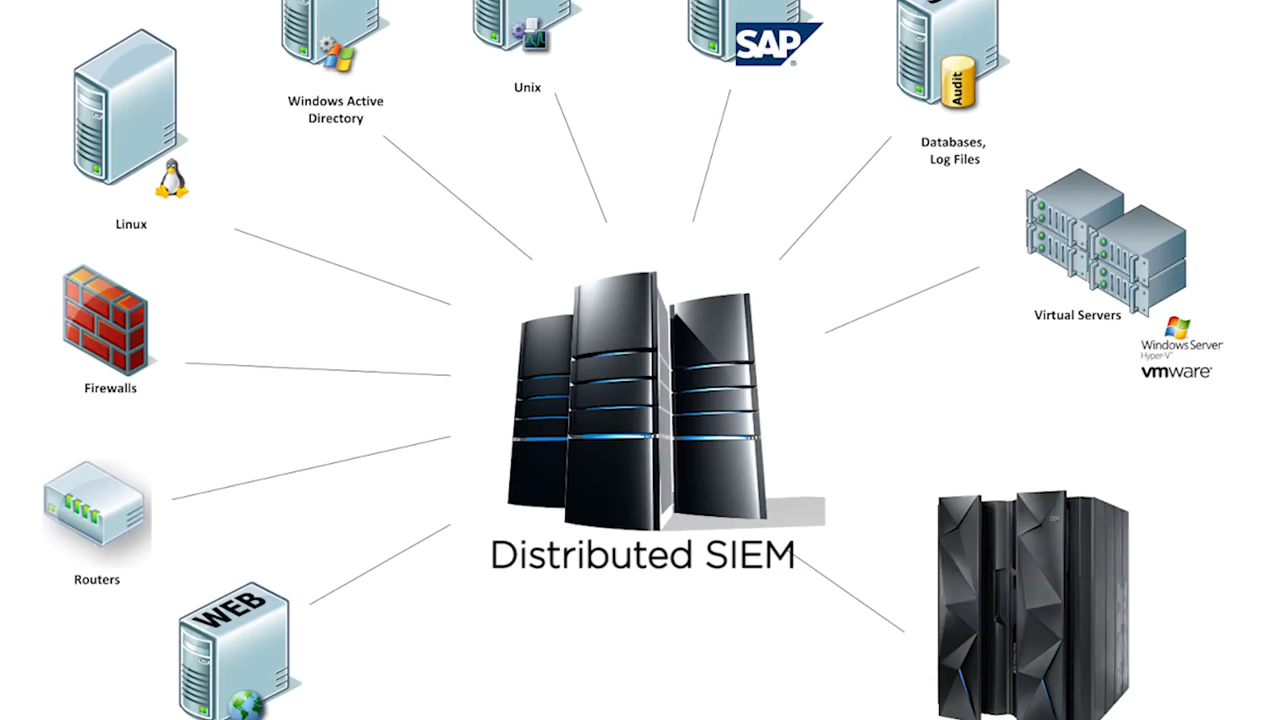 SAP
Audit
Windows Active
Directory
Unix
Databases,
Log Files
Linux
Virtual Servers
Windows Server
Hyper-V
vmware
Firewalls
Distributed SIEM
Routers
WEB